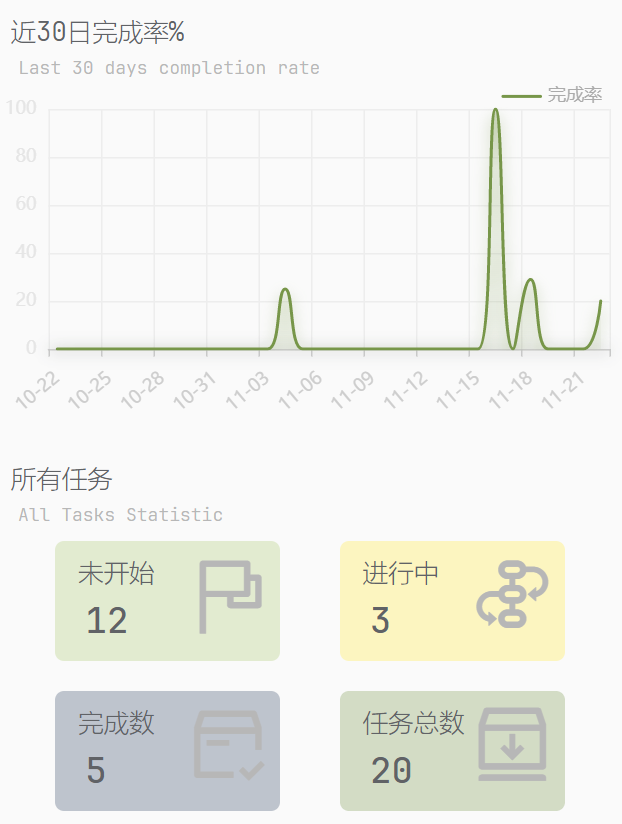 近30日完成率%
Last 30 days completion rate
完成率
100
80
60
40
20
0
10-22 10-25 10-28 10-31 11-03 11-06 11-09 11-12 11-15 11-18 11-21
所有任务
All Tasks Statistic
未开始
12
进行中
3
完成数
5
任务总数
20